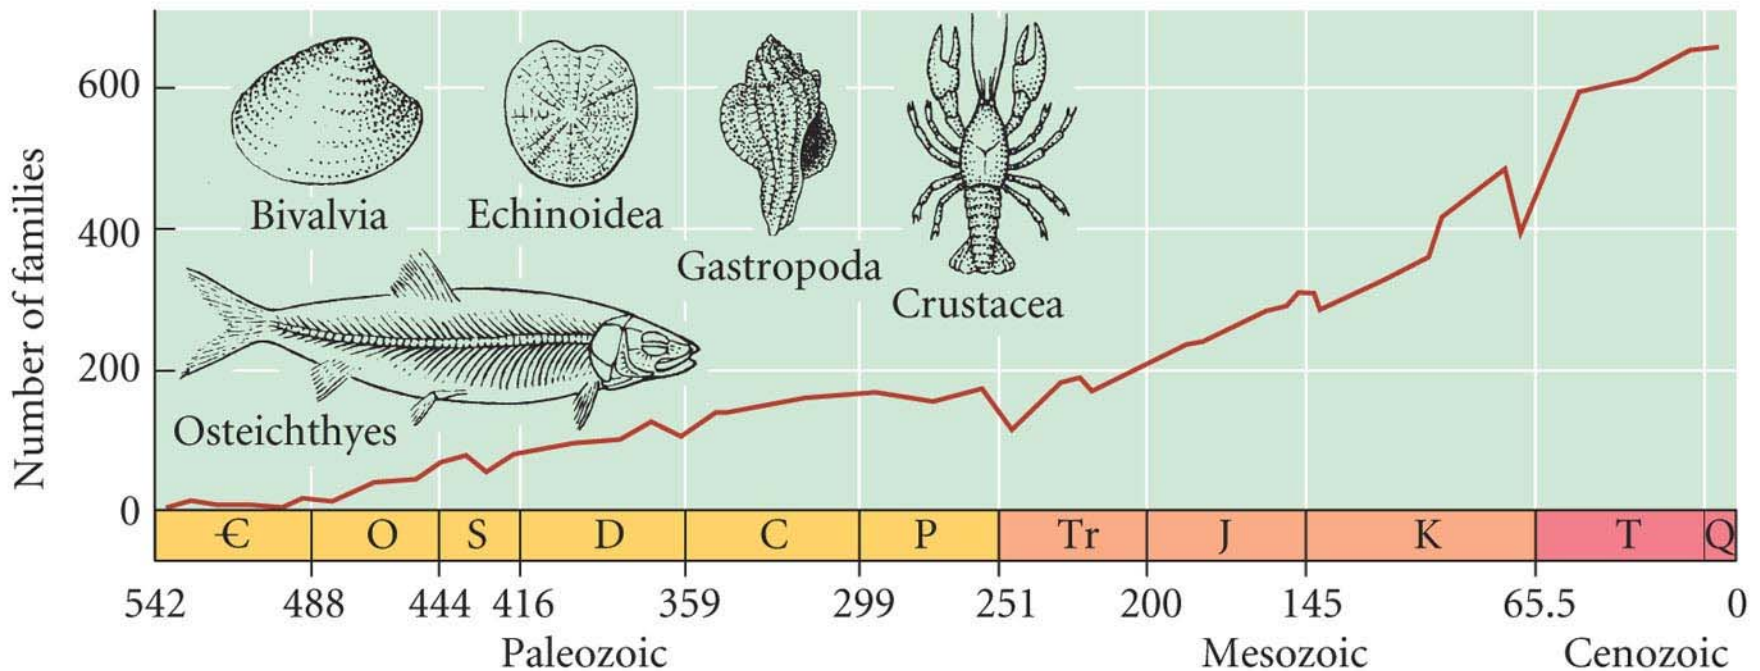 Number of families
600
400
200
0
Bivalvia
Echinoidea
Gastropoda
Crustacea
Osteichthyes
Ꞓ O S D C P Tr J K T Q
542 488 444 416 359 299 251 200 145 65.5 0
Paleozoic Mesozoic Cenozoic